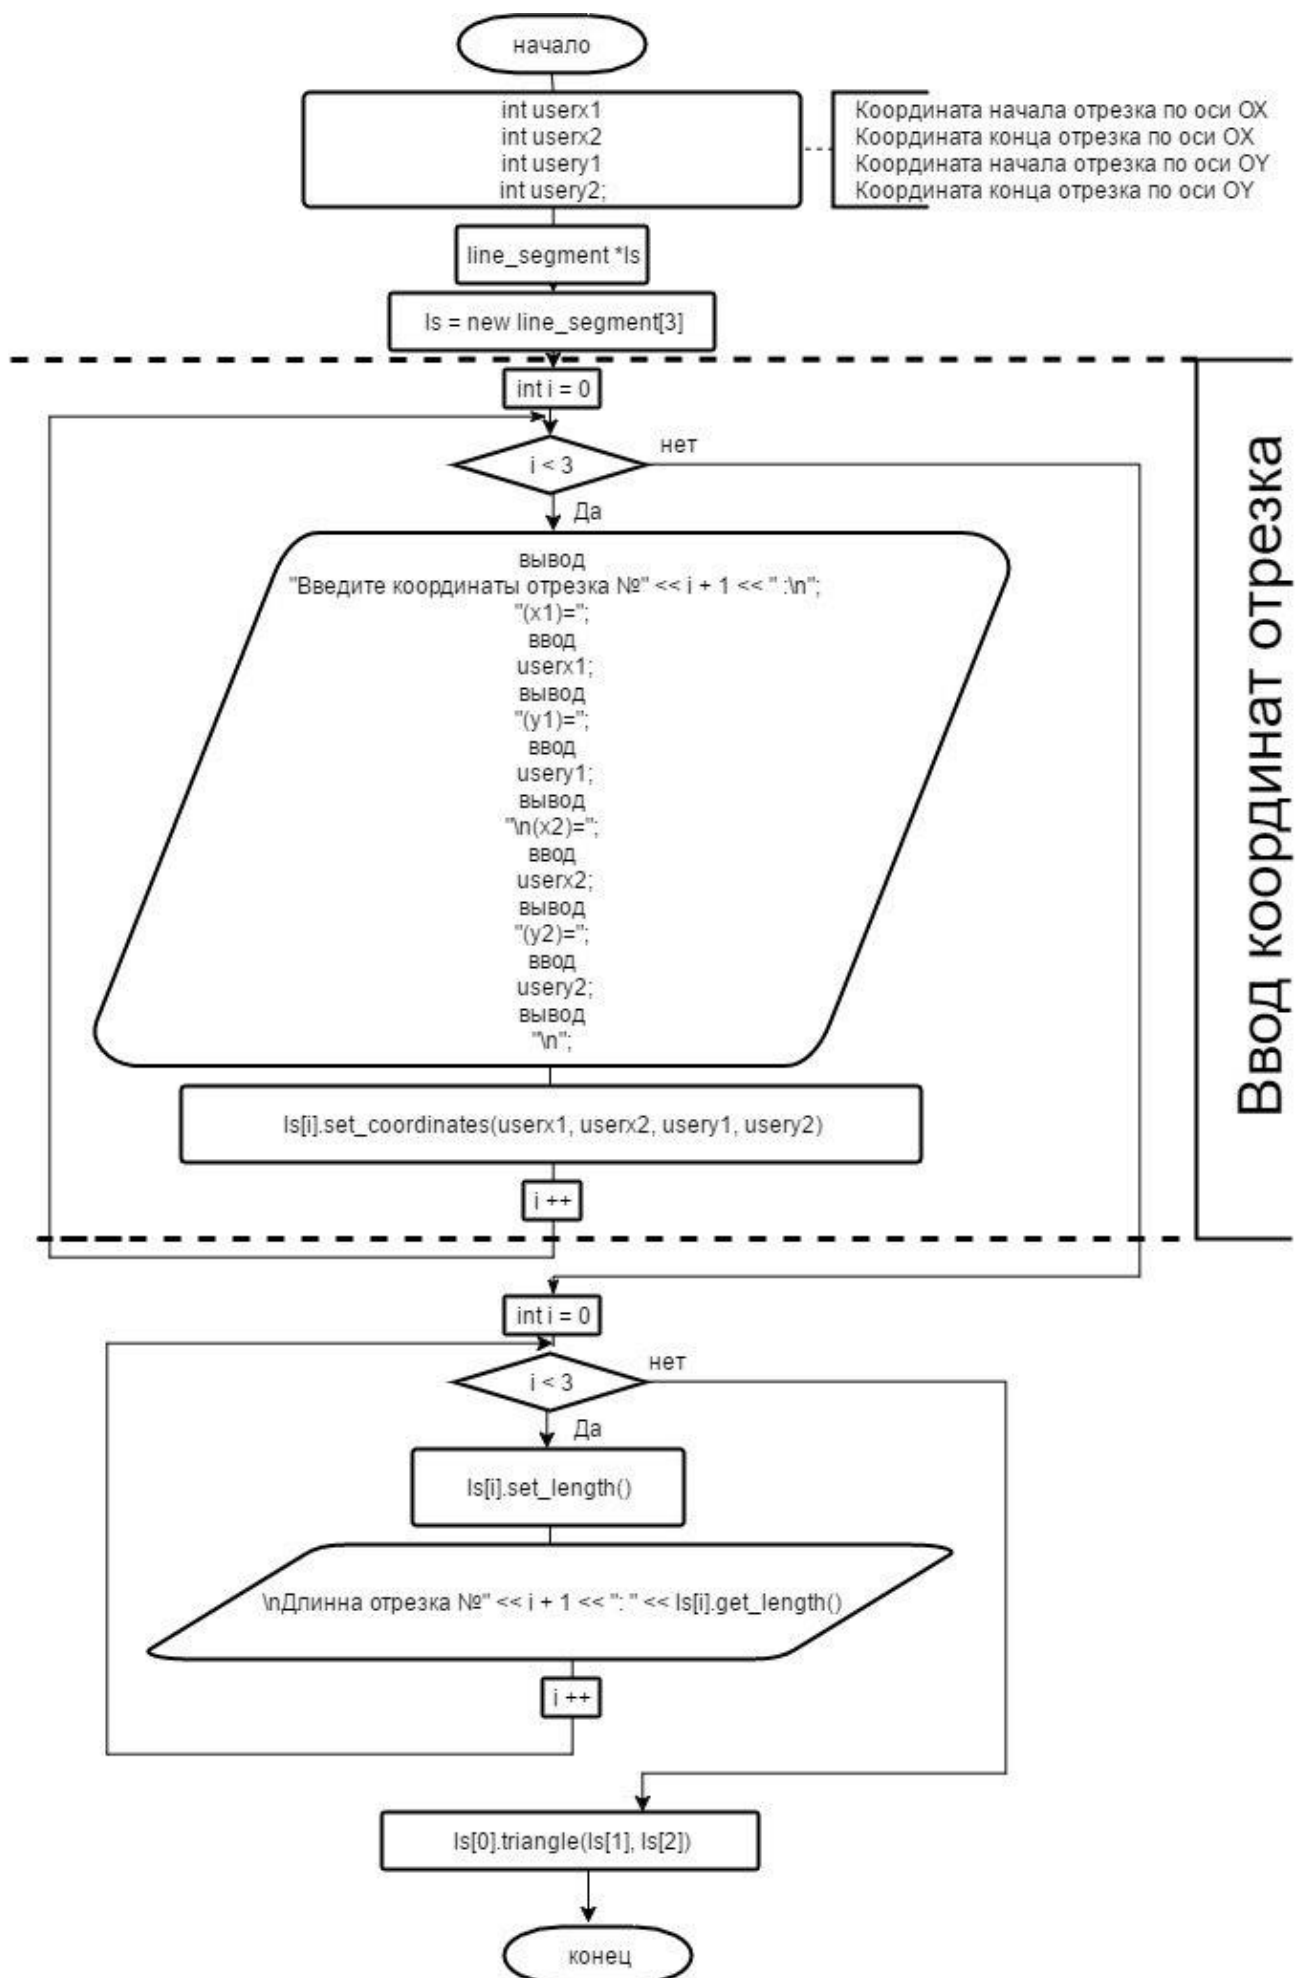 начало
int userx1
int userx2
int usery1
int usery2;
Координата начала отрезка по оси OX
Координата конца отрезка по оси OX
Координата начала отрезка по оси OY
Координата конца отрезка по оси OY
line_segment *ls
ls = new line_segment[3]
int i = 0
i < 3
нет
Да
вывод
"Введите координаты отрезка №" << i + 1 << " :\n";
"(x1)=";
ввод
userx1;
вывод
"(y1)=";
ввод
usery1;
вывод
"\n(x2)=";
ввод
userx2;
вывод
"(y2)=";
ввод
usery2;
вывод
"\n";
ls[i].set_coordinates(userx1, userx2, usery1, usery2)
i ++
Ввод координат отрезка
int i = 0
i < 3
нет
Да
ls[i].set_length()
\nДлинна отрезка №" << i + 1 << ": " << ls[i].get_length()
i ++
ls[0].triangle(ls[1], ls[2])
конец